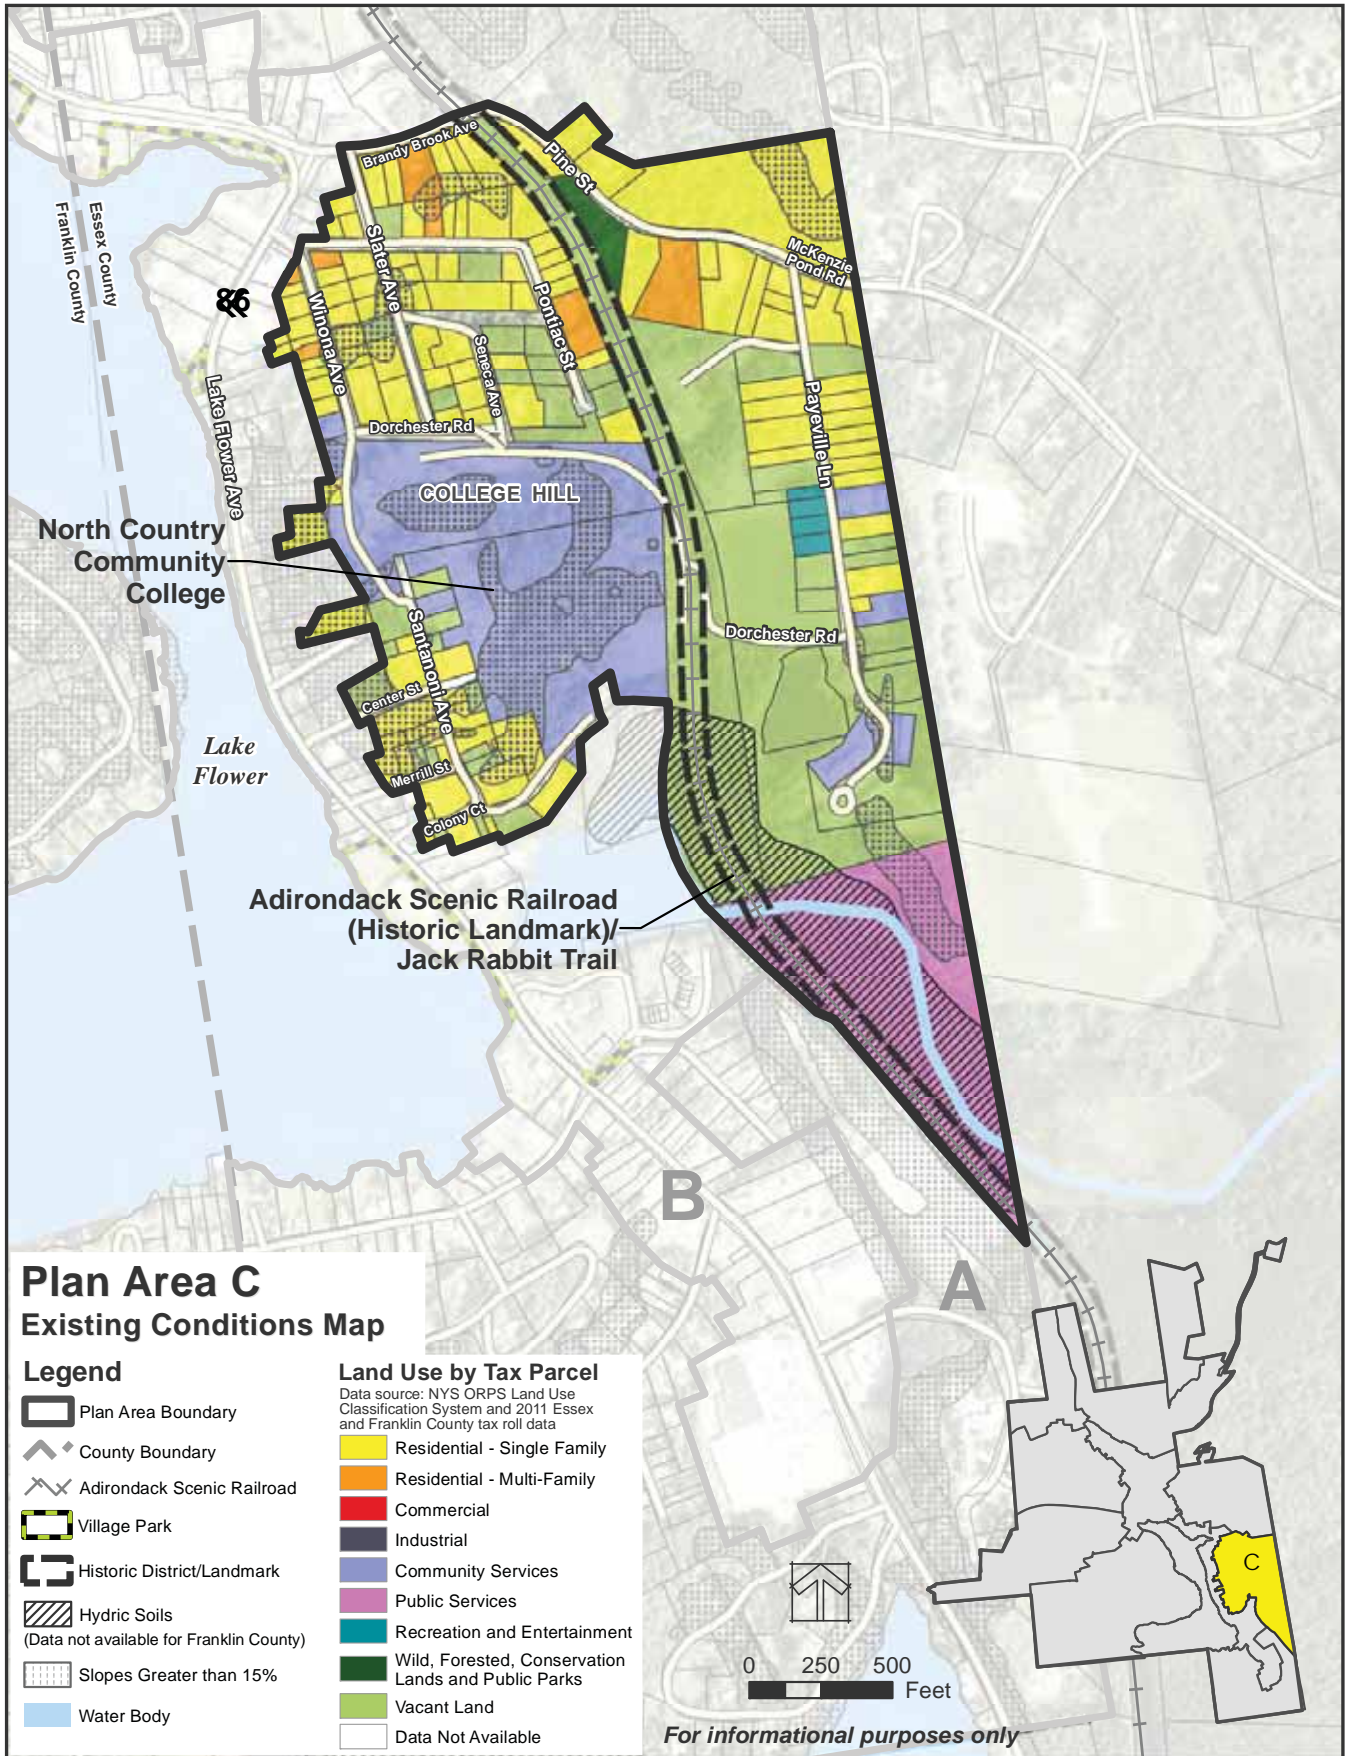 Brandy Brook Ave
Pine St
McKenzie
Pond Rd
Essex County
Franklin County
Slater Ave
Winona Ave
Pontiac St
Seneca Ave
Lake Flower Ave
Dorchester Rd
Payeville Ln
COLLEGE HILL
North Country
Community
College
Dorchester Rd
Santanoni Ave
Center St
Lake
Flower
Merrill St
Colony Ct
Adirondack Scenic Railroad
(Historic Landmark)/
Jack Rabbit Trail
B
A
C
Plan Area C
Existing Conditions Map
Legend
Plan Area Boundary
County Boundary
Adirondack Scenic Railroad
Village Park
Historic District/Landmark
Hydric Soils
(Data not available for Franklin County)
Slopes Greater than 15%
Water Body
Land Use by Tax Parcel
Data source: NYS ORPS Land Use
Classification System and 2011 Essex
and Franklin County tax roll data
Residential - Single Family
Residential - Multi-Family
Commercial
Industrial
Community Services
Public Services
Recreation and Entertainment
Wild, Forested, Conservation
Lands and Public Parks
Vacant Land
Data Not Available
0 250 500
Feet
For informational purposes only